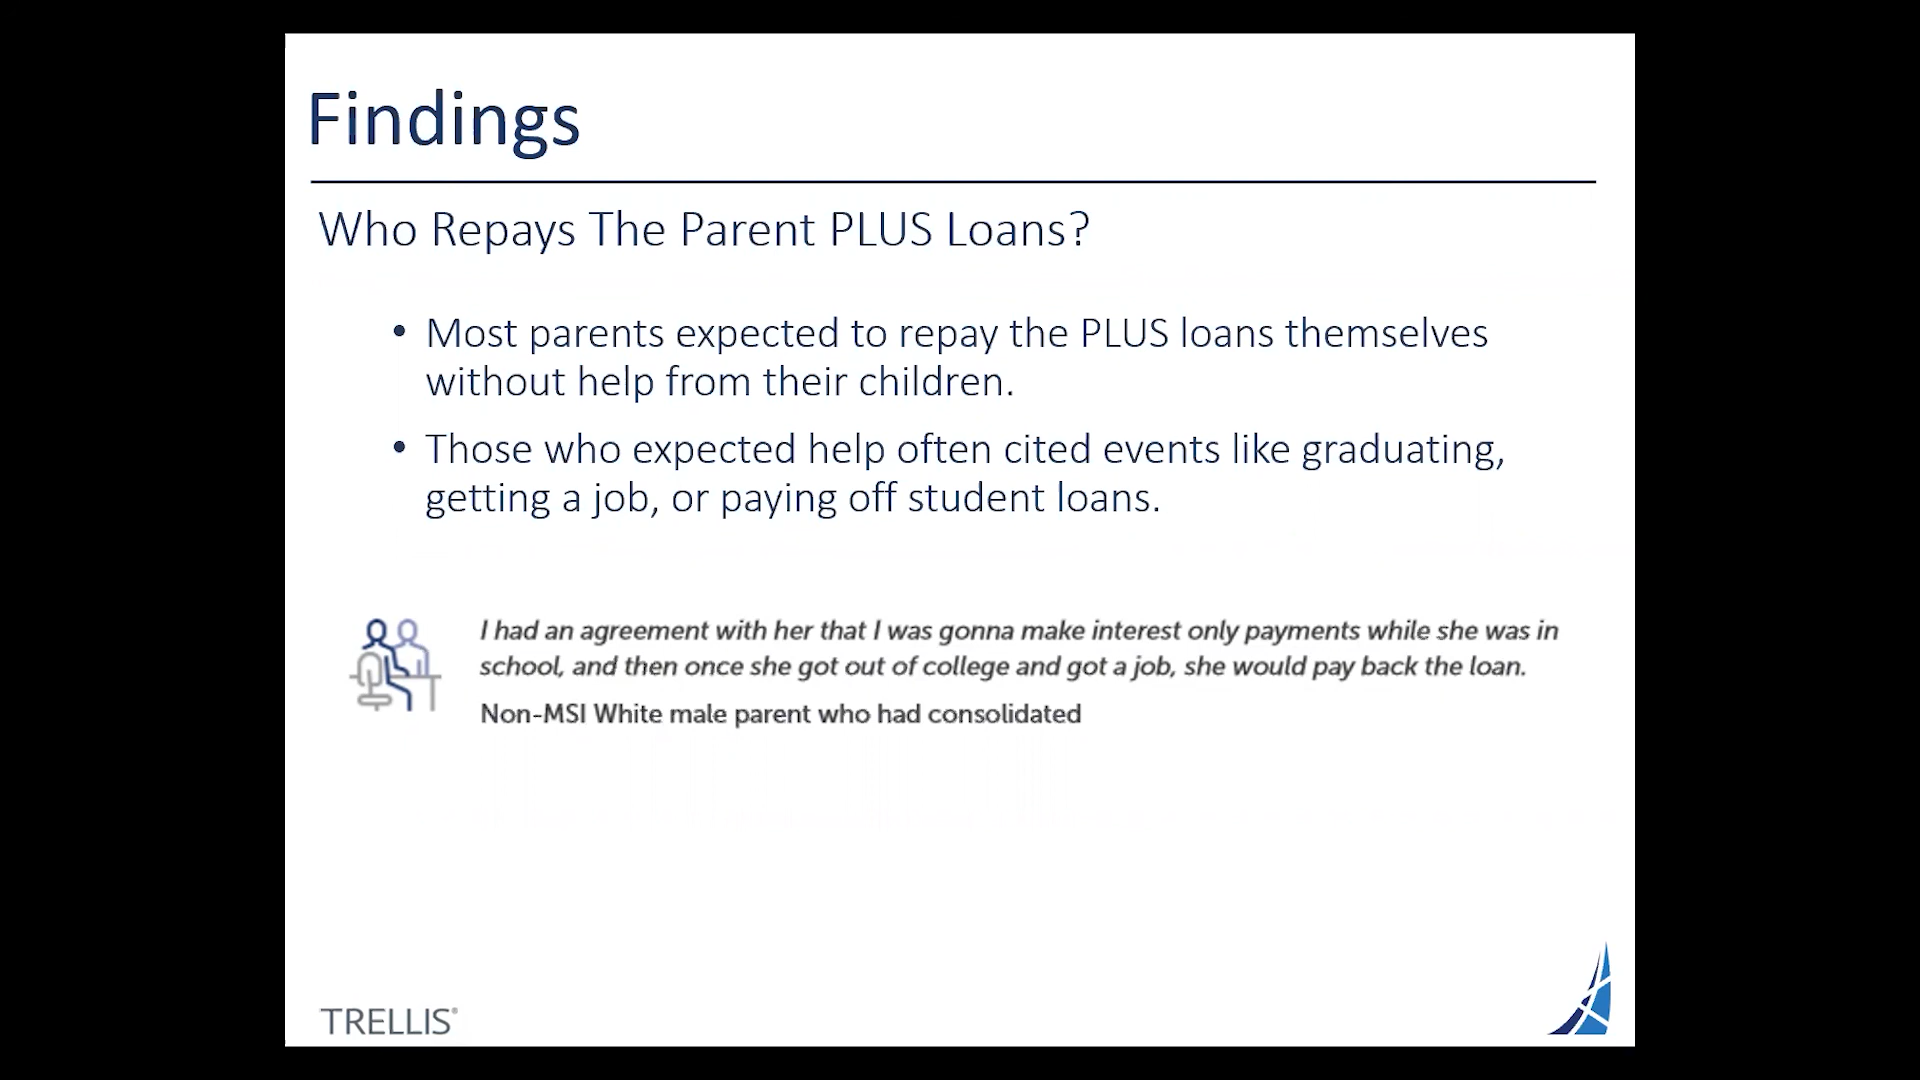 Findings
Who Repays The Parent PLUS Loans?
• Most parents expected to repay the PLUS loans themselves
without help from their children.
• Those who expected help often cited events like graduating,
getting a job, or paying off student loans.
I had an agreement with her that I was gonna make interest only payments while she was in
school, and then once she got out of college and got a job, she would pay back the loan.
Non-MSI White male parent who had consolidated
TRELLIS®